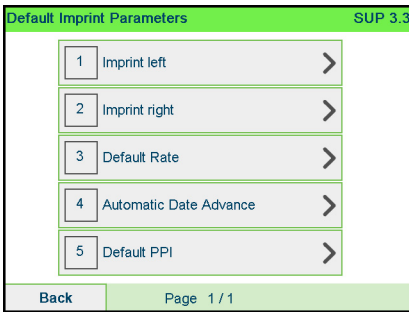 Default Imprint Parameters SUP 3.3
1 Imprint left
2 Imprint right
3 Default Rate
4 Automatic Date Advance
5 Default PPI
Back Page 1 / 1